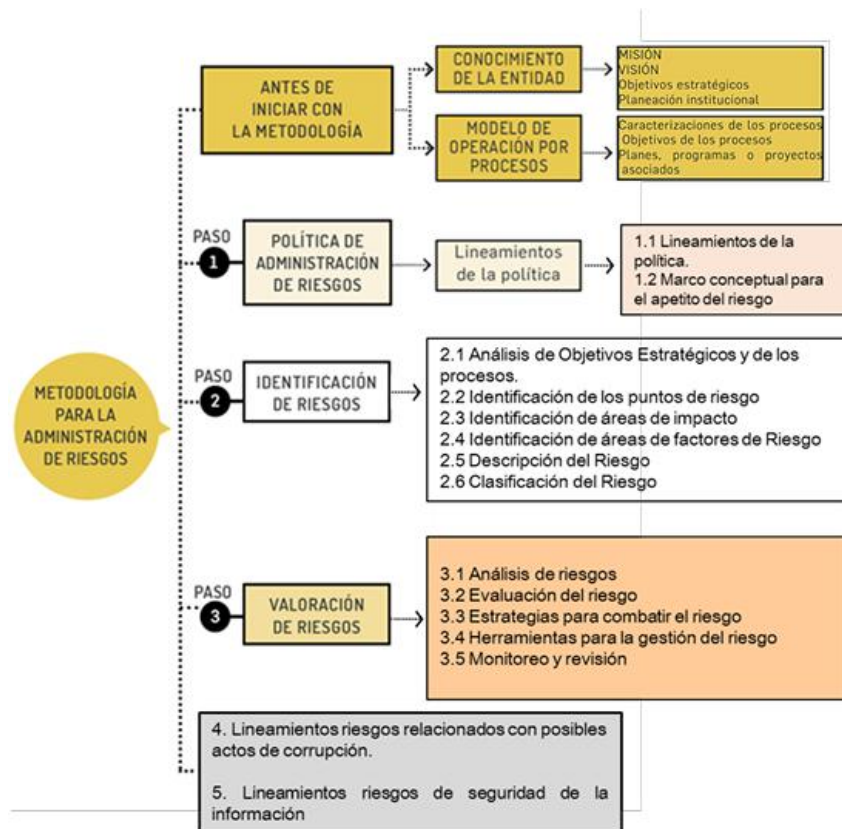 ANTES DE
INICIAR CON
LA METODOLOGÍA
CONOCIMIENTO
DE LA ENTIDAD
MISIÓN
VISIÓN
Objetivos estratégicos
Planeación institucional
MODELO DE
OPERACIÓN POR
PROCESOS
Caracterizaciones de los procesos
Objetivos de los procesos
Planes, programas o proyectos
asociados
PASO
1
POLÍTICA DE
ADMINISTRACIÓN
DE RIESGOS
Lineamientos
de la política
1.1 Lineamientos de la
política.
1.2 Marco conceptual para
el apetito del riesgo
METODOLOGÍA
PARA LA
ADMINISTRACIÓN
DE RIESGOS
PASO
2
IDENTIFICACIÓN
DE RIESGOS
2.1 Análisis de Objetivos Estratégicos y de los
procesos.
2.2 Identificación de los puntos de riesgo
2.3 Identificación de áreas de impacto
2.4 Identificación de áreas de factores de Riesgo
2.5 Descripción del Riesgo
2.6 Clasificación del Riesgo
PASO
3
VALORACIÓN
DE RIESGOS
3.1 Análisis de riesgos
3.2 Evaluación del riesgo
3.3 Estrategias para combatir el riesgo
3.4 Herramientas para la gestión del riesgo
3.5 Monitoreo y revisión
4. Lineamientos riesgos relacionados con posibles
actos de corrupción.
5. Lineamientos riesgos de seguridad de la
información